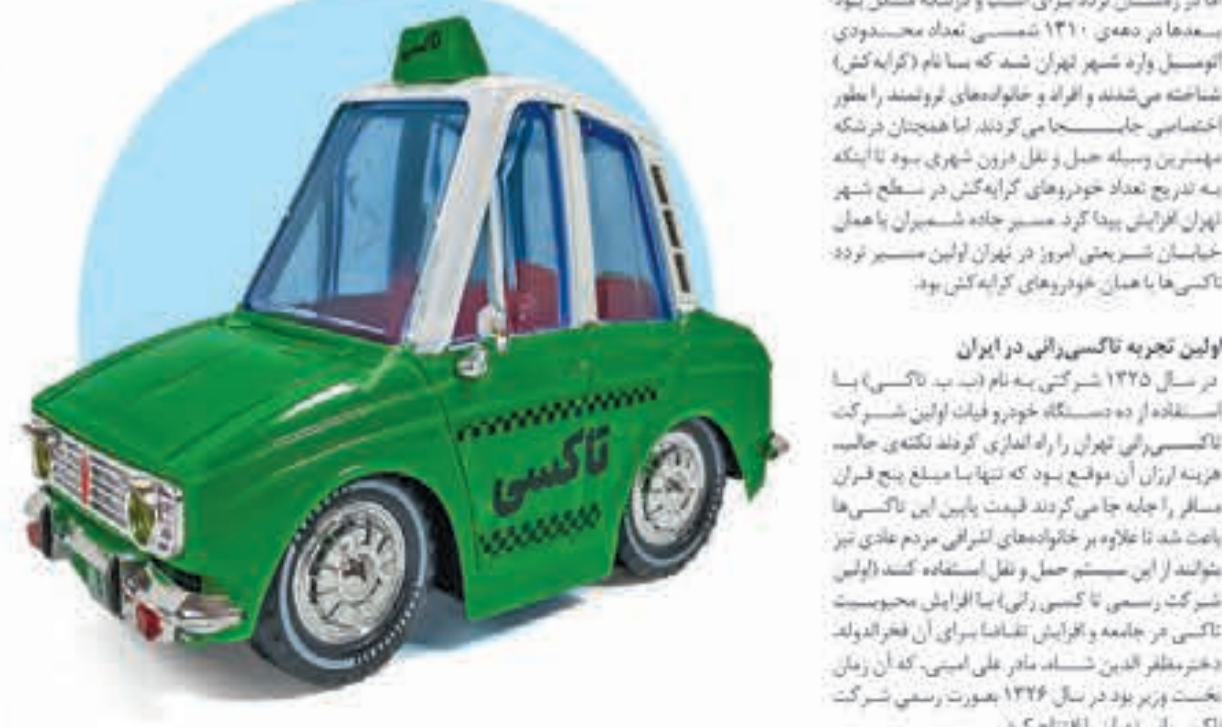 بعدها در دهه‌ی ۱۳۱۰ شمسی تعداد محدودی
اتومبیل وارد شهر تهران شد که با نام (کرایه کش)
شناخته می‌شدند و افراد و خانواده‌های ثروتمند را بطور
اختصاصی جابجا می‌کردند. اما همچنان درشکه
مهمترین وسیله حمل و نقل درون شهری بود تا اینکه
به تدریج تعداد خودروهای کرایه کش در سطح شهر
تهران افزایش پیدا کرد. مسیر جاده شمیران یا همان
خیابان شریعتی امروز در تهران اولین مسیر تردد
تاکسی‌ها یا همان خودروهای کرایه کش بود.
اولین تجربه تاکسی‌رانی در ایران
در سال ۱۳۲۵ شرکتی به نام (ب. ب. تاکسی) با
استفاده از ده دستگاه خودرو فیات اولین شرکت
تاکسی‌رانی تهران را راه اندازی کردند نکته‌ی جالب،
هزینه ارزان آن موقع بود که تنها با مبلغ پنج قران
مسافر را جابه جا می‌کردند قیمت پایین این تاکسی‌ها
باعث شد تا علاوه بر خانواده‌های اشرافی مردم عادی نیز
بتوانند از این سیستم حمل و نقل استفاده کنند (اولین
شرکت رسمی تا کسی رانی) با افزایش محبوبیت
تاکسی در جامعه و افزایش تقاضا برای آن فخرالدوله،
دخترمظفر الدین شاه، مادر علی امینی، که آن زمان
نخست وزیر بود در سال ۱۳۲۶ بصورت رسمی شرکت
تاکسی
تاکسی